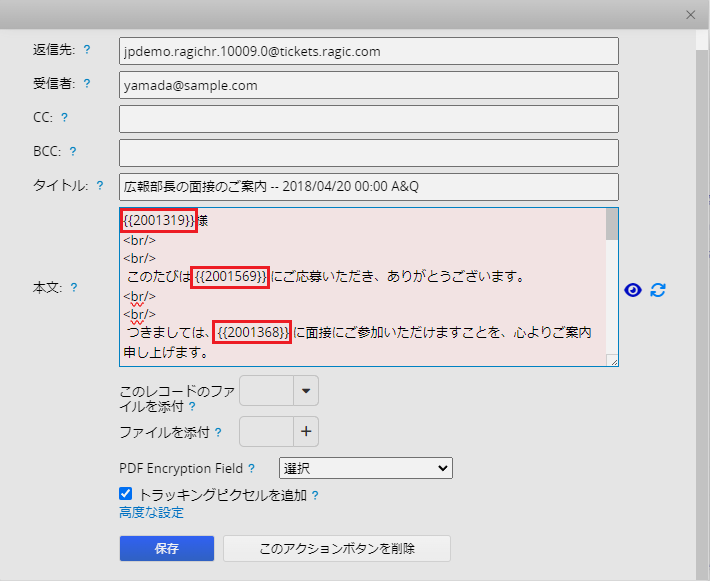 返信先: ?
jpdemo.ragichr.10009.0@tickets.ragic.com
受信者: ?
yamada@sample.com
CC: ?
BCC: ?
タイトル: ?
広報部長の面接のご案内 -- 2018/04/20 00:00 A&Q
本文: ?
{{2001319}}様
<br/>
<br/>
このたびは{{2001569}}にご応募いただき、ありがとうございます。
<br/>
<br/>
つきましては、{{2001368}}に面接にご参加いただけますことを、心よりご案内
申し上げます。
このレコードのファ
イルを添付 ?
ファイルを添付 ?
PDF Encryption Field ?
選択
トラッキングピクセルを追加 ?
高度な設定
保存
このアクションボタンを削除